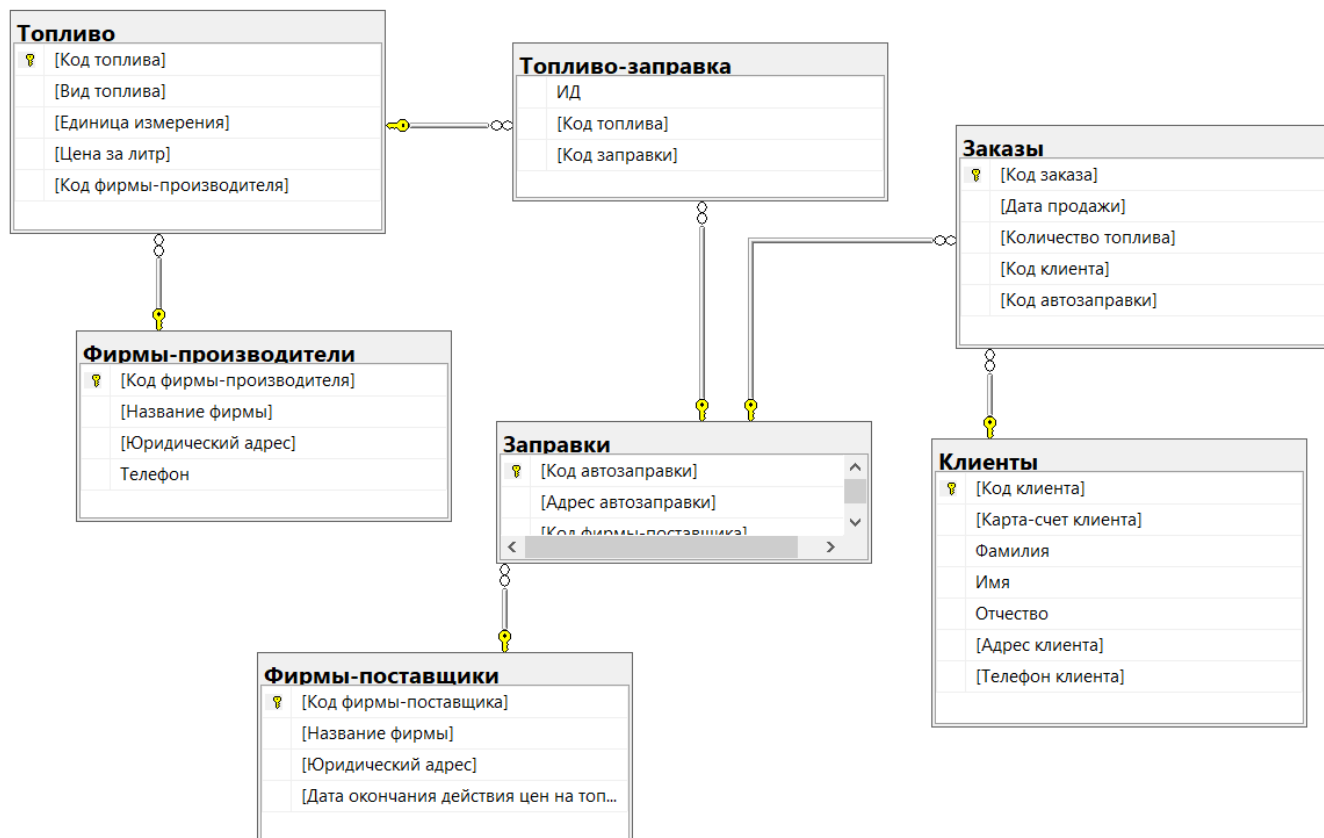 Топливо
[Код топлива]
[Вид топлива]
[Единица измерения]
[Цена за литр]
[Код фирмы-производителя]
Топливо-заправка
ИД
[Код топлива]
[Код заправки]
Заказы
[Код заказа]
[Дата продажи]
[Количество топлива]
[Код клиента]
[Код автозаправки]
Фирмы-производители
[Код фирмы-производителя]
[Название фирмы]
[Юридический адрес]
Телефон
Заправки
[Код автозаправки]
[Адрес автозаправки]
[Код фирмы-поставщика]
Клиенты
[Код клиента]
[Карта-счет клиента]
Фамилия
Имя
Отчество
[Адрес клиента]
[Телефон клиента]
Фирмы-поставщики
[Код фирмы-поставщика]
[Название фирмы]
[Юридический адрес]
[Дата окончания действия цен на топ...